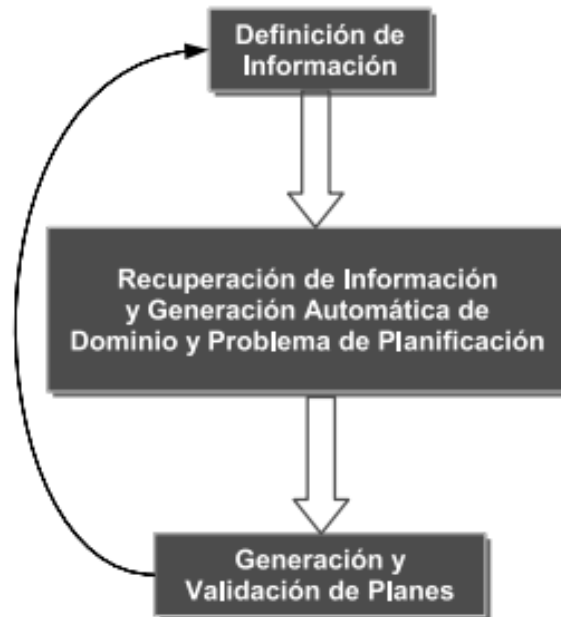 Definición de
Información
Recuperación de Información
y Generación Automática de
Dominio y Problema de Planificación
Generación y
Validación de Planes